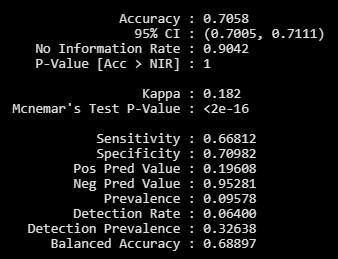 Accuracy : 0.7058
95% CI : (0.7005, 0.7111)
No Information Rate : 0.9042
P-Value [Acc > NIR] : 1
Kappa : 0.182
Mcnemar's Test P-Value : <2e-16
Sensitivity : 0.66812
Specificity : 0.70982
Pos Pred Value : 0.19608
Neg Pred Value : 0.95281
Prevalence : 0.09578
Detection Rate : 0.06400
Detection Prevalence : 0.32638
Balanced Accuracy : 0.68897